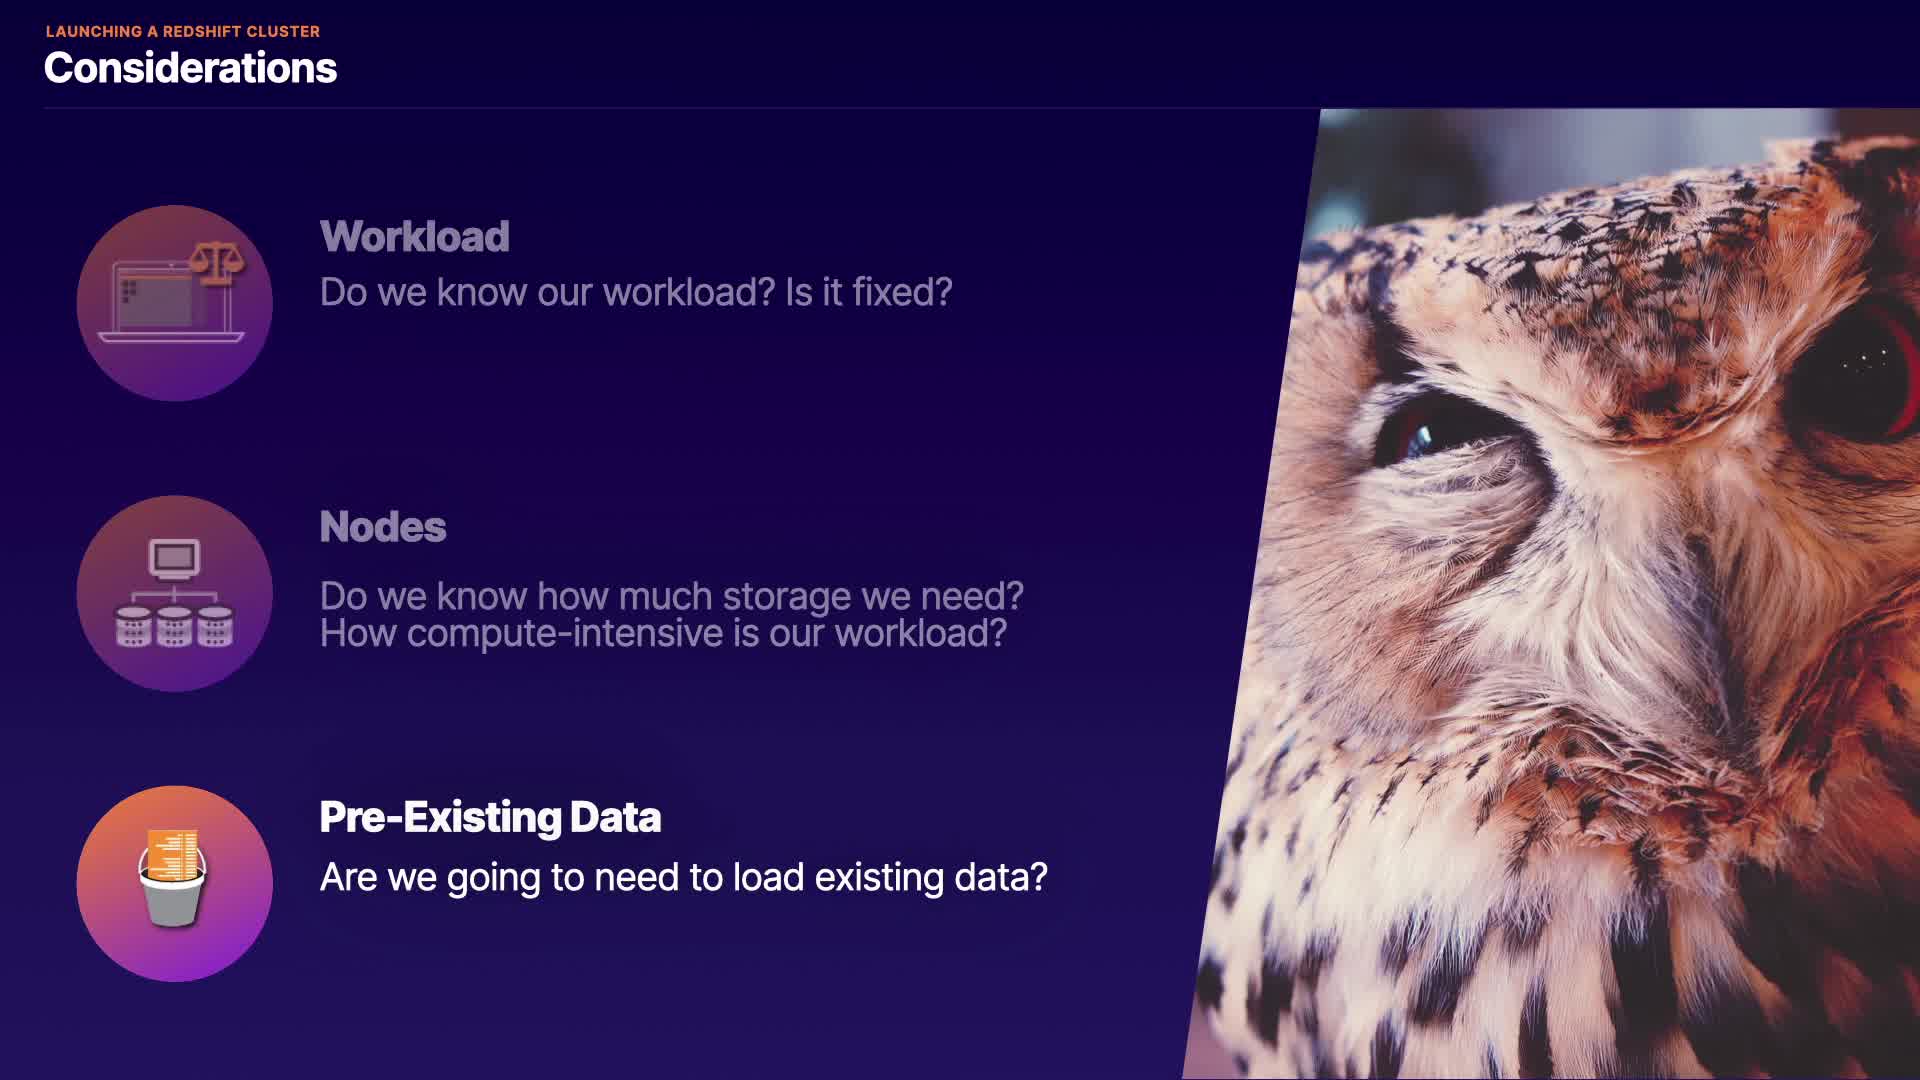 LAUNCHING A REDSHIFT CLUSTER
Considerations
Workload
Do we know our workload? Is it fixed?
Nodes
Do we know how much storage we need?
How compute-intensive is our workload?
Pre-Existing Data
Are we going to need to load existing data?